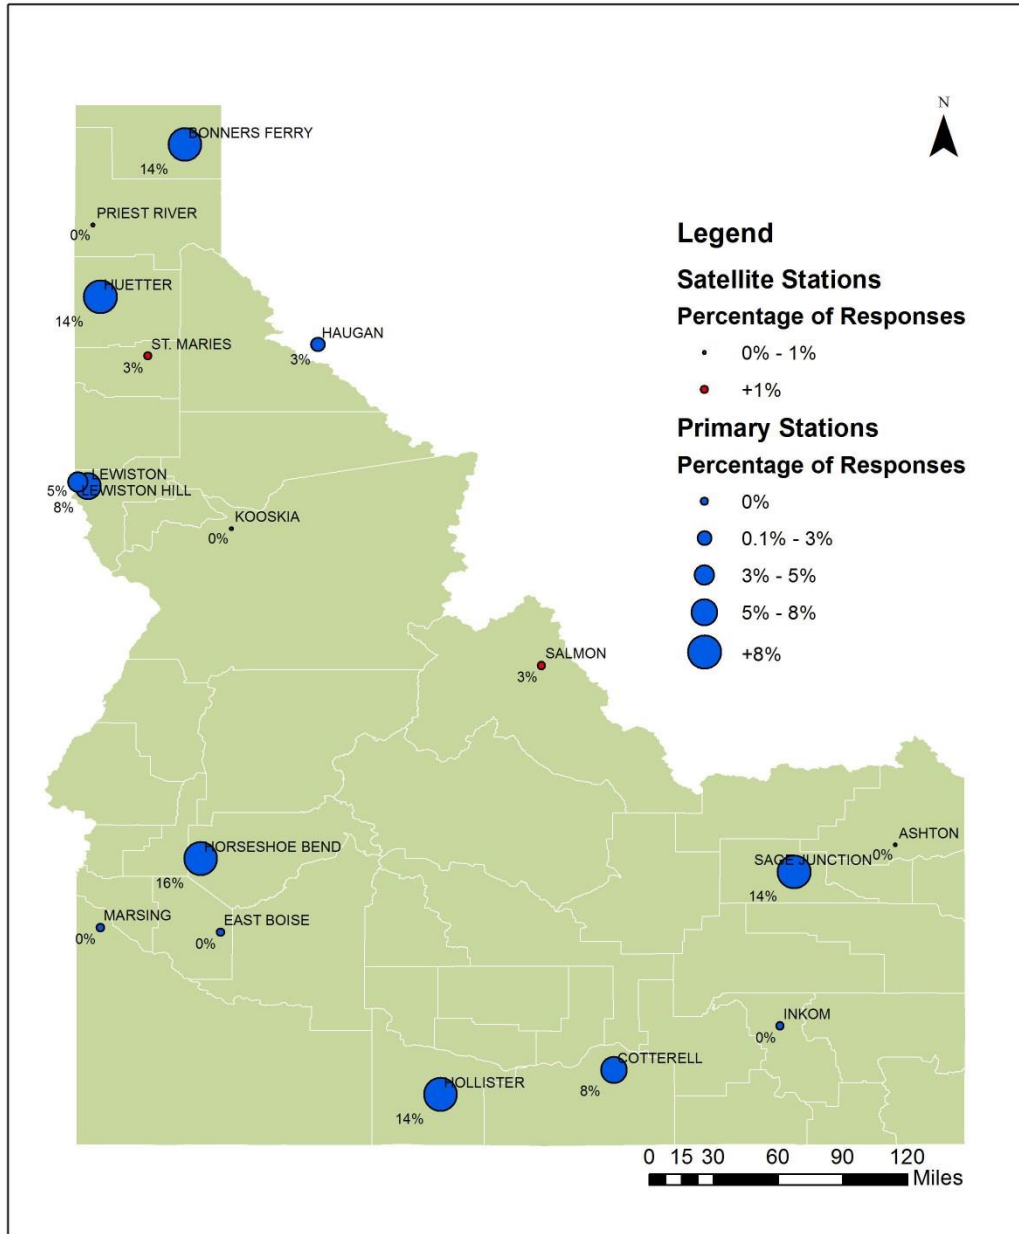 N
BONNERS FERRY
14%
PRIEST RIVER
0%
HUETTER
14%
ST. MARIES
3%
HAUGAN
3%
LEWISTON
5%
LEWISTON HILL
8%
KOOSKIA
0%
SALMON
3%
HORSESHOE BEND
16%
MARSING
0%
EAST BOISE
0%
ASHTON
0%
SAGE JUNCTION
14%
INKOM
0%
COTTERELL
8%
HOLLISTER
14%
Legend
Satellite Stations
Percentage of Responses
0% - 1%
+1%
Primary Stations
Percentage of Responses
0%
0.1% - 3%
3% - 5%
5% - 8%
+8%
0 15 30 60 90 120
Miles